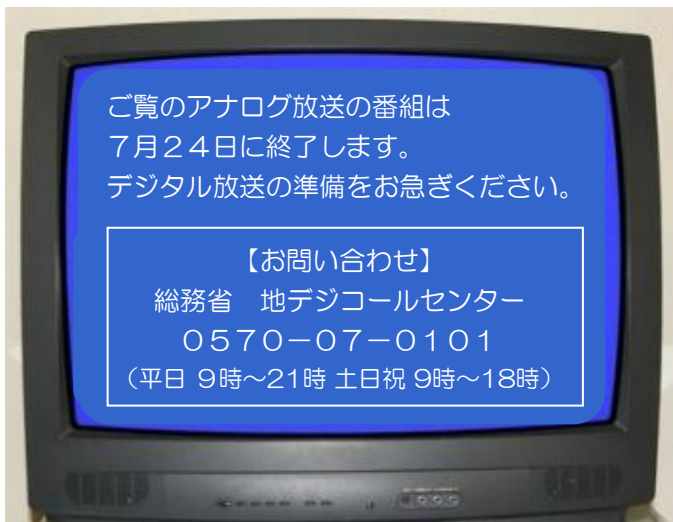 ご覧のアナログ放送の番組は
７月２４日に終了します。
デジタル放送の準備をお急ぎください。
【お問い合わせ】
総務省　地デジコールセンター
０５７０－０７－０１０１
（平日 9時～21時 土日祝 9時～18時）